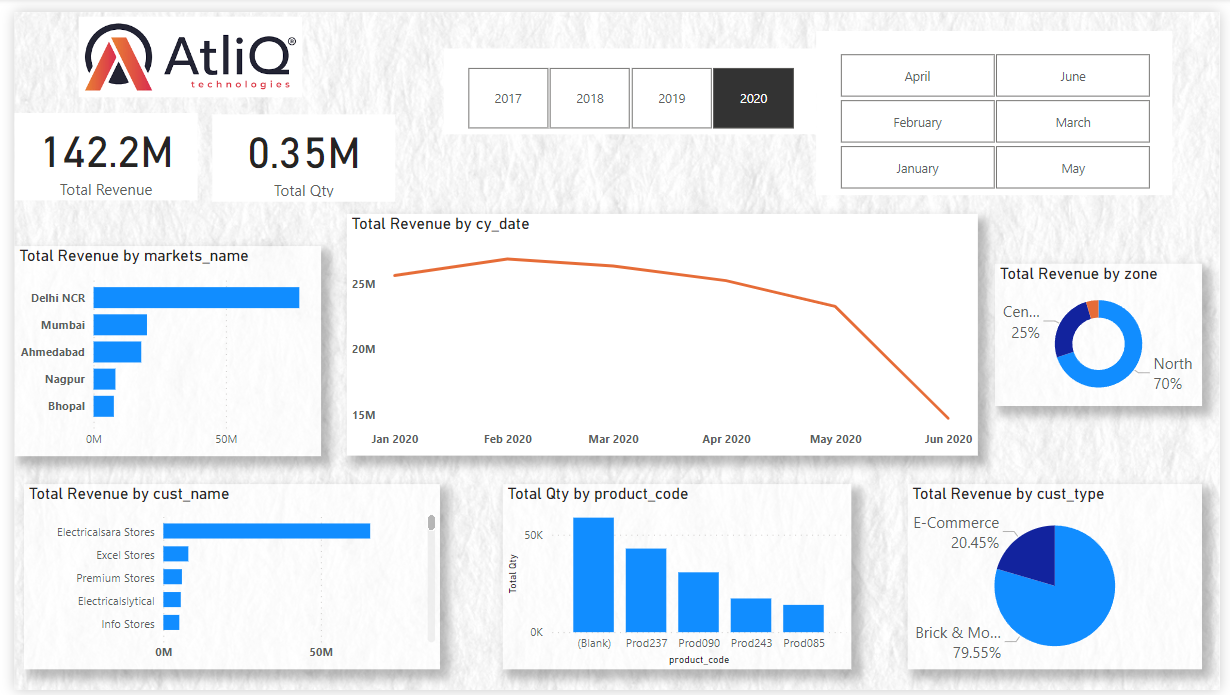 AtliQ®
technologies
142.2M
Total Revenue
0.35M
Total Qty
2017 2018 2019 2020
April June
February March
January May
Total Revenue by markets_name
Delhi NCR
Mumbai
Ahmedabad
Nagpur
Bhopal
0M 50M
Total Revenue by cy_date
25M
20M
15M
Jan 2020 Feb 2020 Mar 2020 Apr 2020 May 2020 Jun 2020
Total Revenue by zone
Cen...
25%
North
70%
Total Revenue by cust_name
Electricalsara Stores
Excel Stores
Premium Stores
Electricalslytical
Info Stores
0M 50M
Total Qty by product_code
Total Qty
50K
0K
(Blank) Prod237 Prod090 Prod243 Prod085
product_code
Total Revenue by cust_type
E-Commerce
20.45%
Brick & Mo...
79.55%